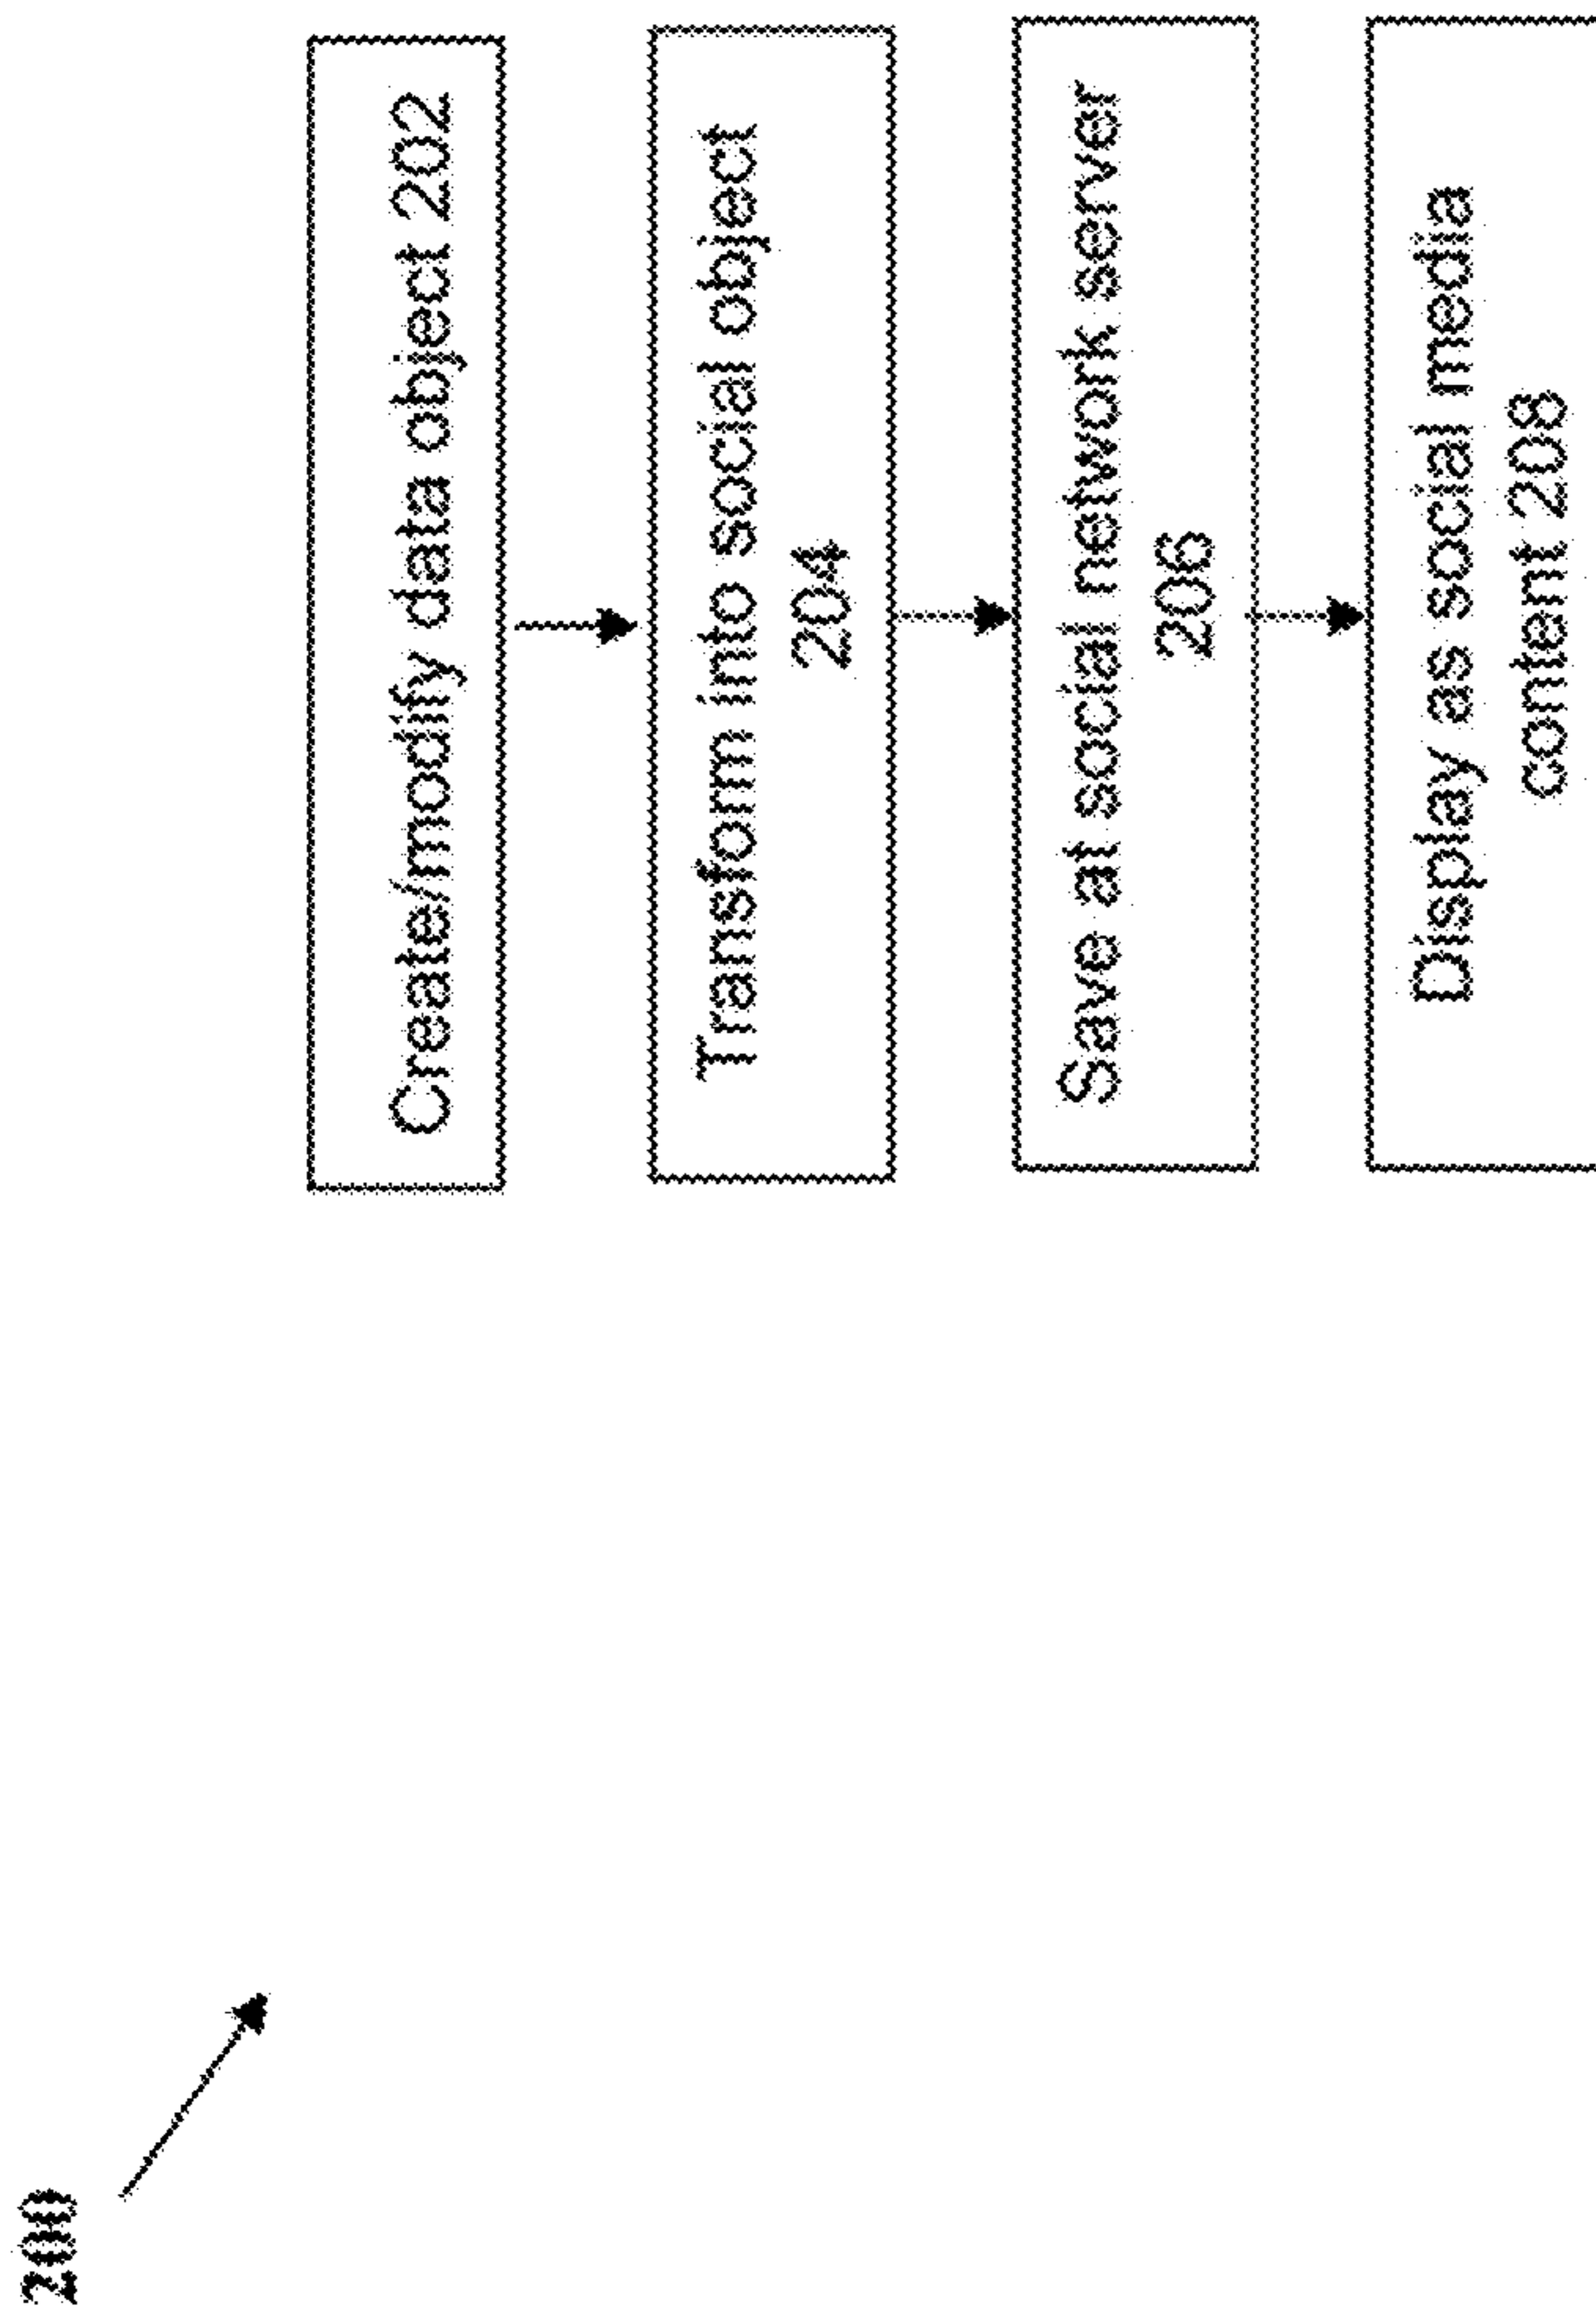 200
Create/modify data object 202
Transform into social object
204
Save at social network server
206
Display as social media
content 208